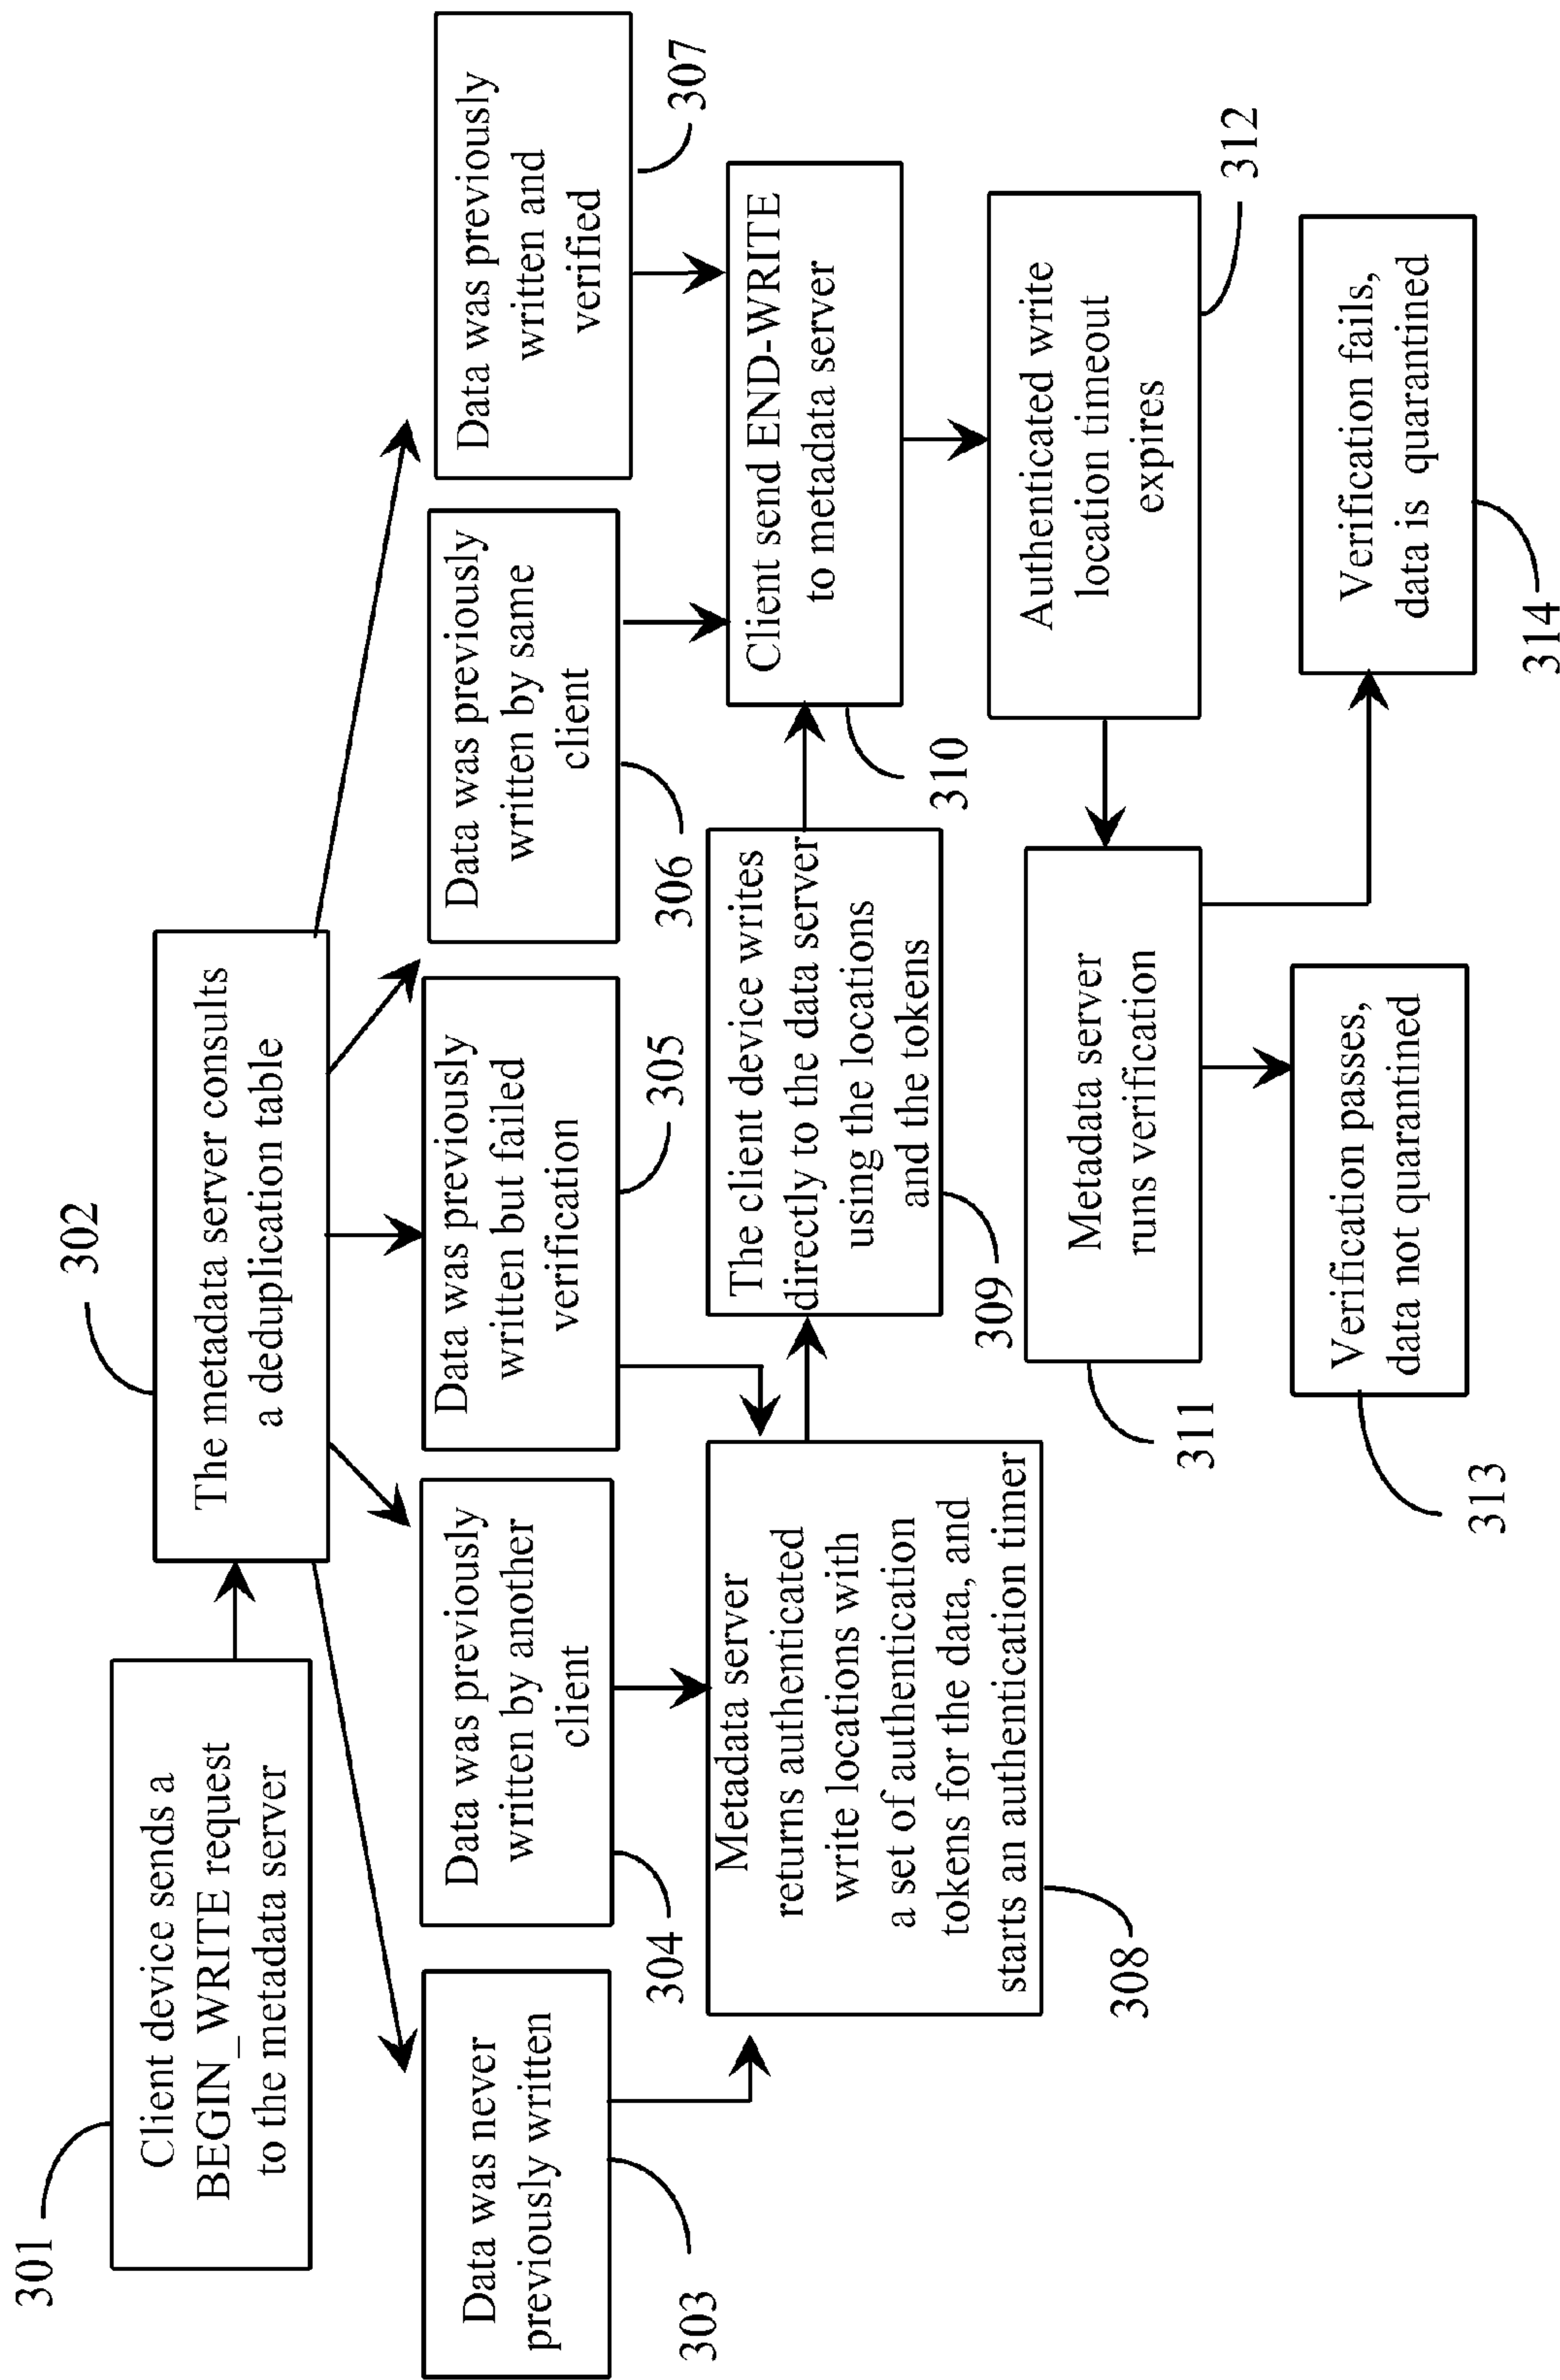 301
Client device sends a
BEGIN_WRITE request
to the metadata server
302
The metadata server consults
a deduplication table
Data was never
previously written
303
Data was previously
written by another
client
304
Data was previously
written but failed
verification
305
Data was previously
written by same
client
306
Data was previously
written and
verified
307
Metadata server
returns authenticated
write locations with
a set of authentication
tokens for the data, and
starts an authentication timer
308
The client device writes
directly to the data server
using the locations
and the tokens
309
Client send END-WRITE
to metadata server
310
Metadata server
runs verification
311
Authenticated write
location timeout
expires
312
Verification passes,
data not quarantined
313
Verification fails,
data is quarantined
314